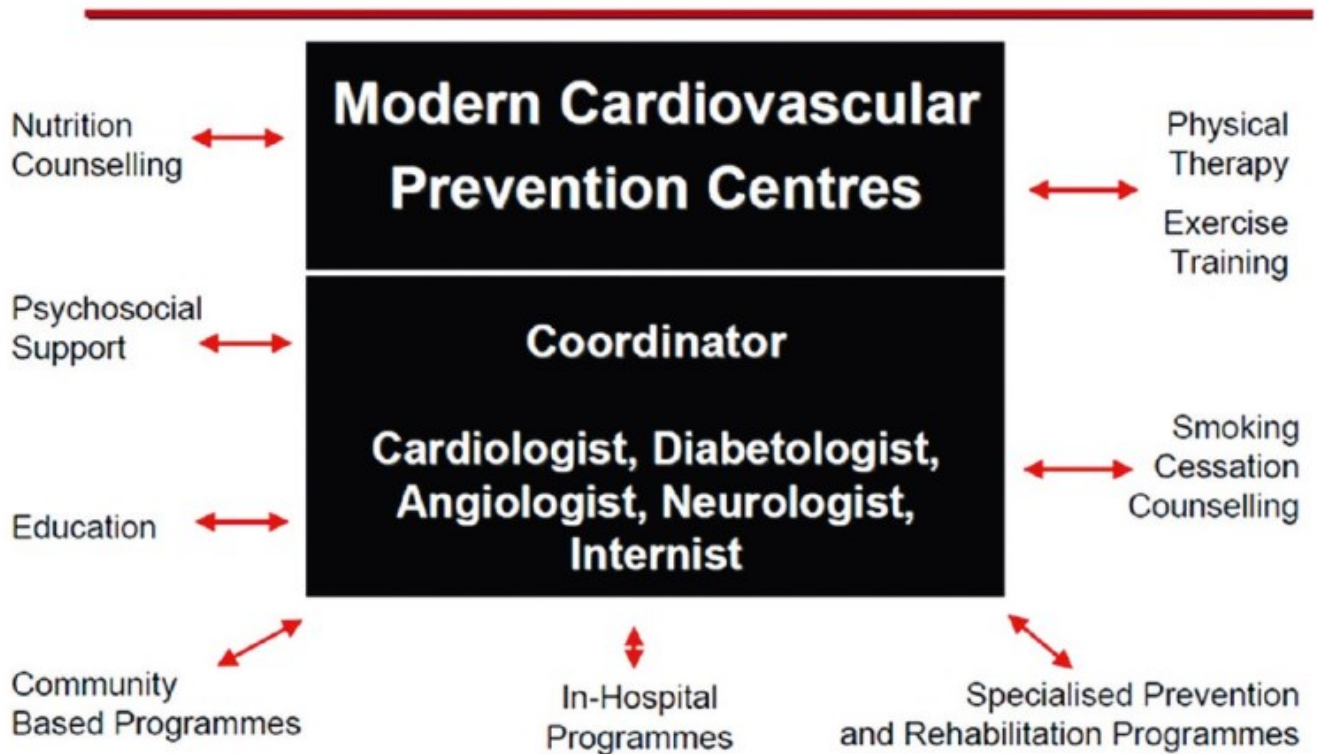 Modern Cardiovascular
Prevention Centres
Nutrition
Counselling
Physical
Therapy
Exercise
Training
Psychosocial
Support
Coordinator
Cardiologist, Diabetologist,
Angiologist, Neurologist,
Internist
Smoking
Cessation
Counselling
Education
Community
Based Programmes
In-Hospital
Programmes
Specialised Prevention
and Rehabilitation Programmes